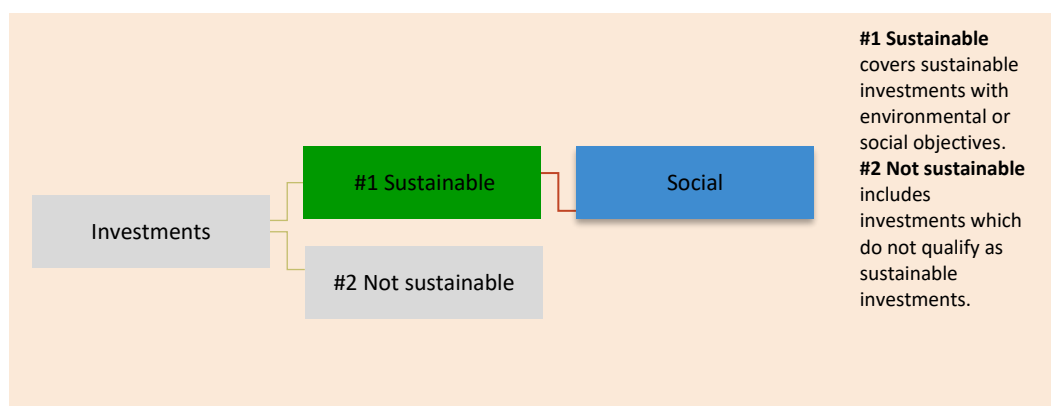 Investments
#1 Sustainable
Social
#2 Not sustainable
#1 Sustainable
covers sustainable
investments with
environmental or
social objectives.
#2 Not sustainable
includes
investments which
do not qualify as
sustainable
investments.